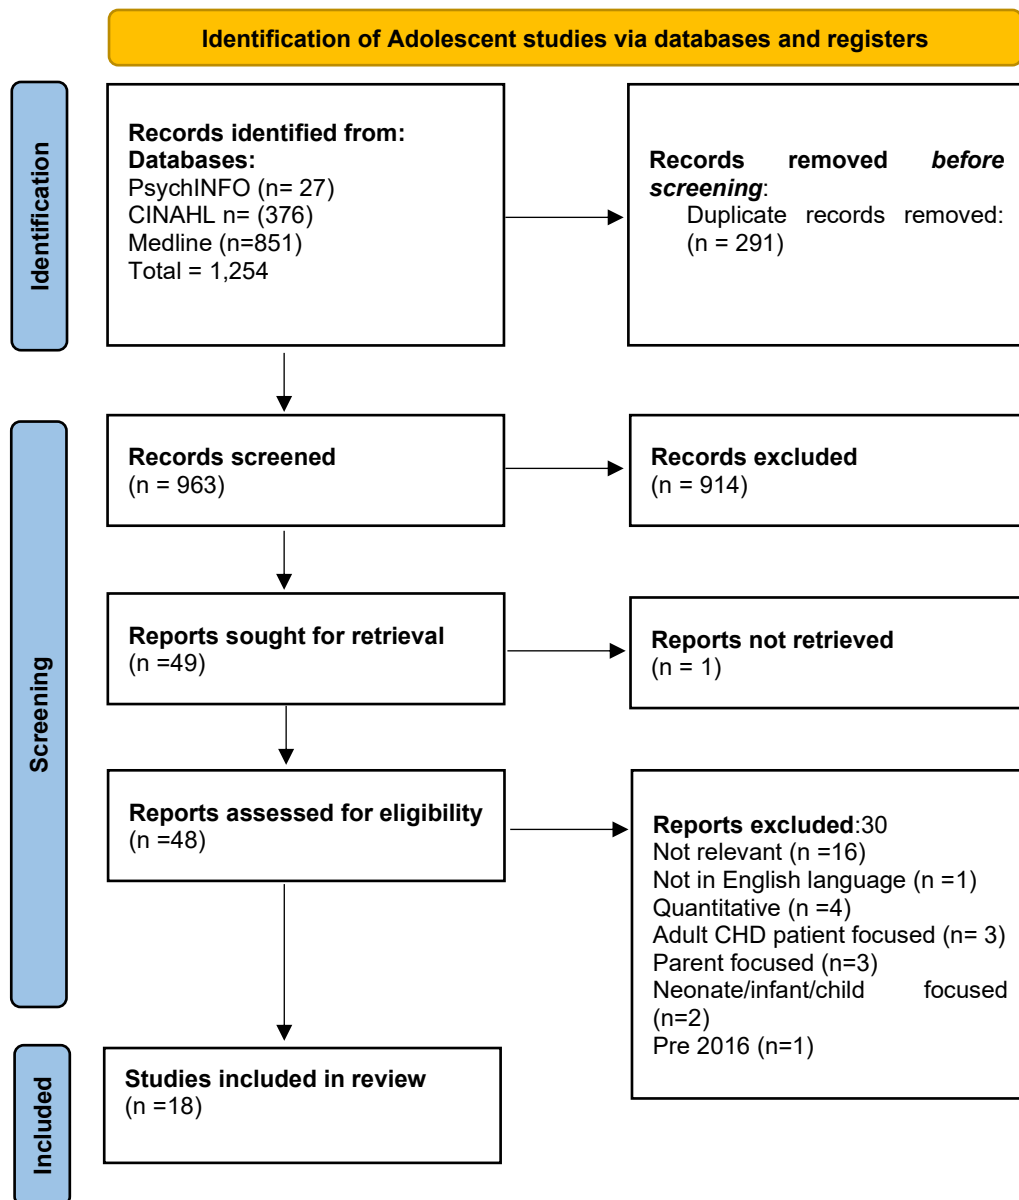 Identification of Adolescent studies via databases and registers
Identification
Records identified from:
Databases:
PsychINFO (n= 27)
CINAHL n= (376)
Medline (n=851)
Total = 1,254
Records removed before
screening:
Duplicate records removed:
(n = 291)
Screening
Records screened
(n = 963)
Records excluded
(n = 914)
Reports sought for retrieval
(n =49)
Reports not retrieved
(n = 1)
Reports assessed for eligibility
(n =48)
Reports excluded:30
Not relevant (n =16)
Not in English language (n =1)
Quantitative (n =4)
Adult CHD patient focused (n= 3)
Parent focused (n=3)
Neonate/infant/child focused
(n=2)
Pre 2016 (n=1)
Included
Studies included in review
(n =18)